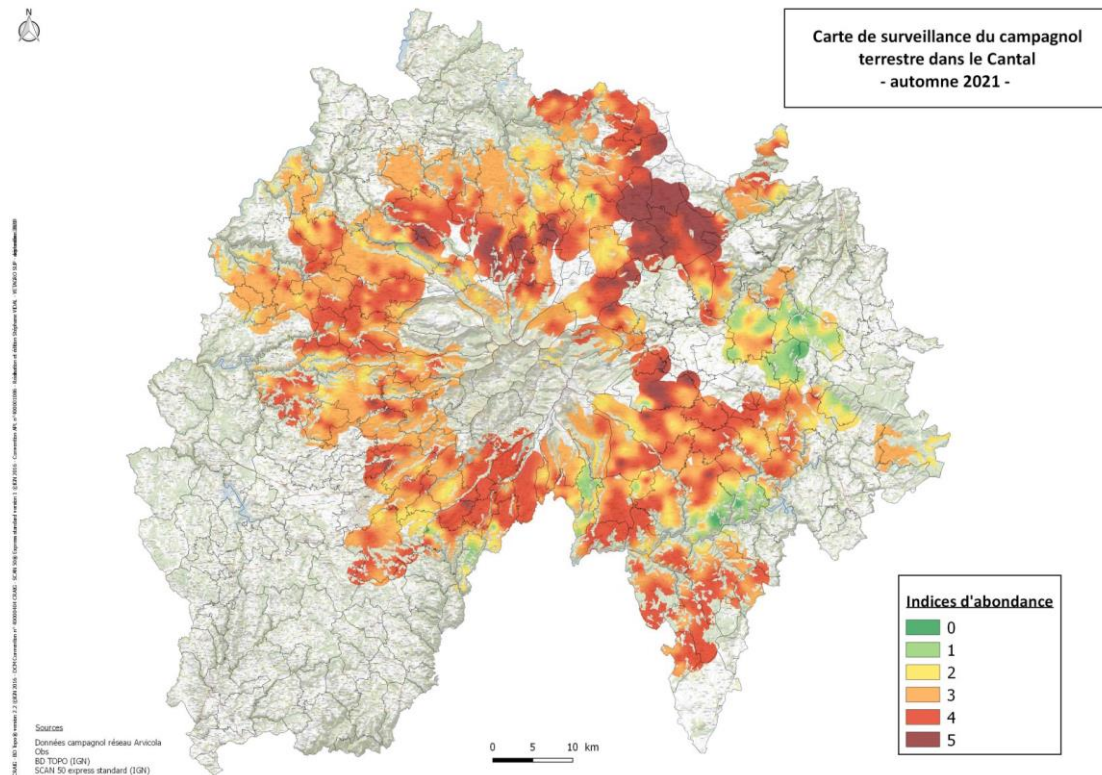 N
Carte de surveillance du campagnol
terrestre dans le Cantal
- automne 2021 -
Indices d'abondance
0
1
2
3
4
5
Sources
Données campagnol réseau Arvicola
Obs
BD TOPO (IGN)
SCAN 50 express standard (IGN)
0 5 10 km